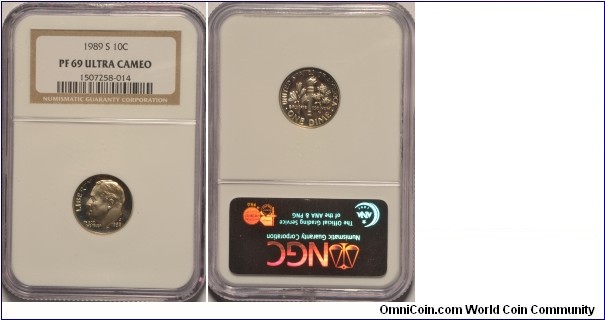 1989 S 10C
PF 69 ULTRA CAMEO
1507258-014
NUMISMATIC GUARANTY CORPORATION
LIBERTY
ONE DIME
NGC
Numismatic Guaranty Corporation
The Official Grading Service
of the ANA & PNG
ANA
OmniCoin.com World Coin Community